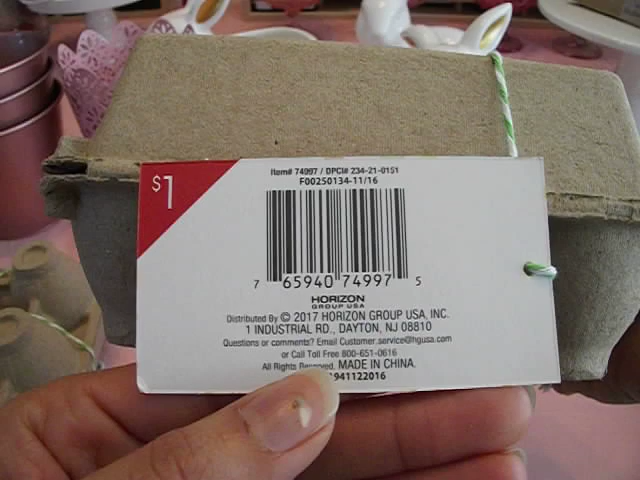 $1
Item# 74997 / DPCI# 234-21-0151
F00250134-11/16
7 65940 74997 5
HORIZON
GROUP USA
Distributed By © 2017 HORIZON GROUP USA, INC.
1 INDUSTRIAL RD., DAYTON, NJ 08810
Questions or comments? Email Customer.service@hgusa.com
or Call Toll Free 800-651-0616
All Rights Reserved. MADE IN CHINA.
941122016